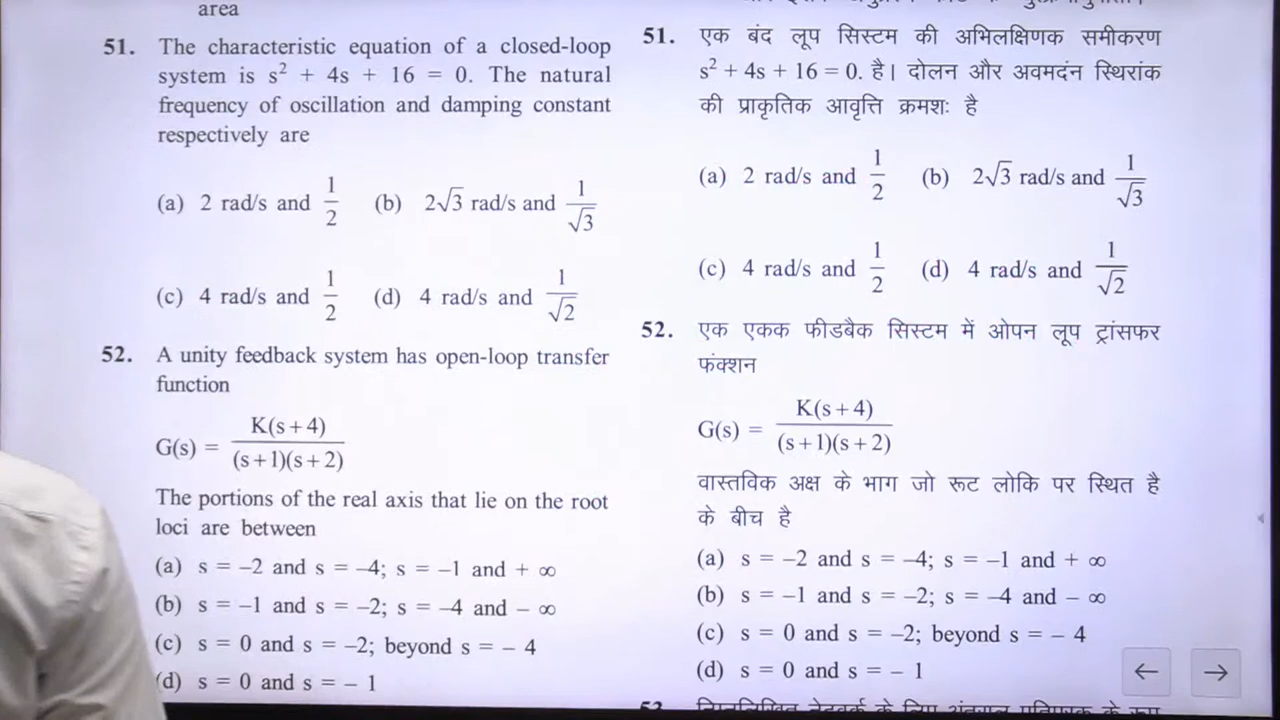 area
51. The characteristic equation of a closed-loop
system is s² + 4s + 16 = 0. The natural
frequency of oscillation and damping constant
respectively are
(a) 2 rad/s and 1/2 (b) 2√3 rad/s and 1/√3
(c) 4 rad/s and 1/2 (d) 4 rad/s and 1/√2
52. A unity feedback system has open-loop transfer
function
G(s) = K(s+4)/(s+1)(s+2)
The portions of the real axis that lie on the root
loci are between
(a) s = –2 and s = –4; s = –1 and + ∞
(b) s = –1 and s = –2; s = –4 and – ∞
(c) s = 0 and s = –2; beyond s = – 4
(d) s = 0 and s = – 1
51. एक बंद लूप सिस्टम की अभिलक्षिणक समीकरण
s² + 4s + 16 = 0. है। दोलन और अवमदंन स्थिरांक
की प्राकृतिक आवृत्ति क्रमशः है
(a) 2 rad/s and 1/2 (b) 2√3 rad/s and 1/√3
(c) 4 rad/s and 1/2 (d) 4 rad/s and 1/√2
52. एक एकक फीडबैक सिस्टम में ओपन लूप ट्रांसफर
फंक्शन
G(s) = K(s+4)/(s+1)(s+2)
वास्तविक अक्ष के भाग जो रूट लोकि पर स्थित है
के बीच है
(a) s = –2 and s = –4; s = –1 and + ∞
(b) s = –1 and s = –2; s = –4 and – ∞
(c) s = 0 and s = –2; beyond s = – 4
(d) s = 0 and s = – 1